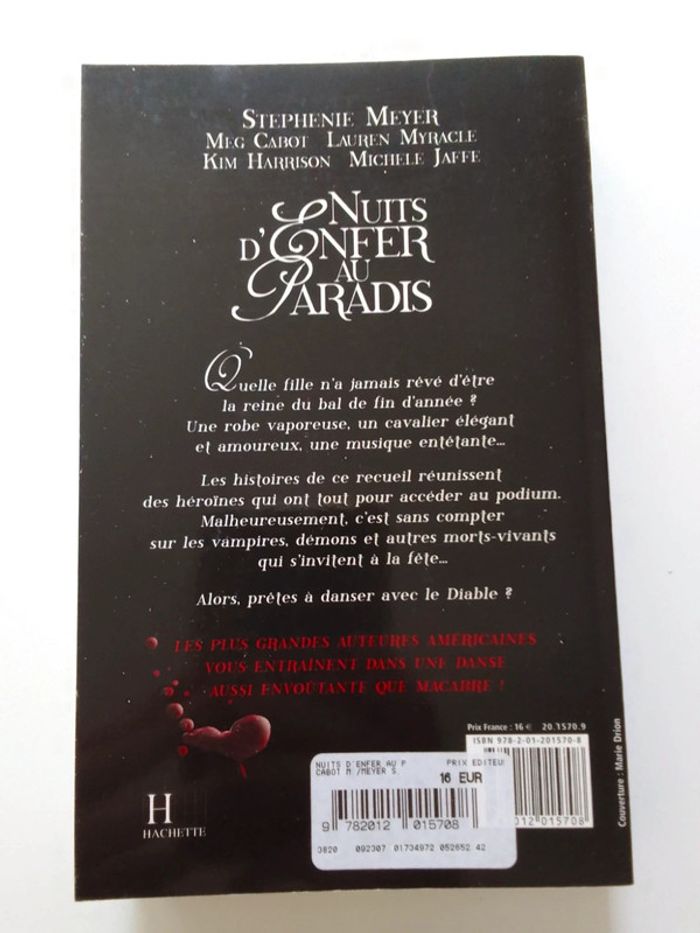 STEPHENIE MEYER
MEG CABOT LAUREN MYRACLE
KIM HARRISON MICHELE JAFFE
NUITS
D'ENFER
AU
PARADIS
Quelle fille n'a jamais rêvé d'être
la reine du bal de fin d'année ?
Une robe vaporeuse, un cavalier élégant
et amoureux, une musique entêtante...
Les histoires de ce recueil réunissent
des héroïnes qui ont tout pour accéder au podium.
Malheureusement, c'est sans compter
sur les vampires, démons et autres morts-vivants
qui s'invitent à la fête...
Alors, prêtes à danser avec le Diable ?
LES PLUS GRANDES AUTEURES AMERICAINES
VOUS ENTRAÎNENT DANS UNE DANSE
AUSSI ENVOÛTANTE QUE MACABRE !
Prix France : 16 € 20.1570.9
ISBN 978-2-01-201570-8
NUITS D'ENFER AU P PRIX EDITEU
CABOT M /MEYER S 16 EUR
9 782012 015708
012 015708
0820 092307 01734972 052652 42
H
HACHETTE
Couverture : Marie Drion